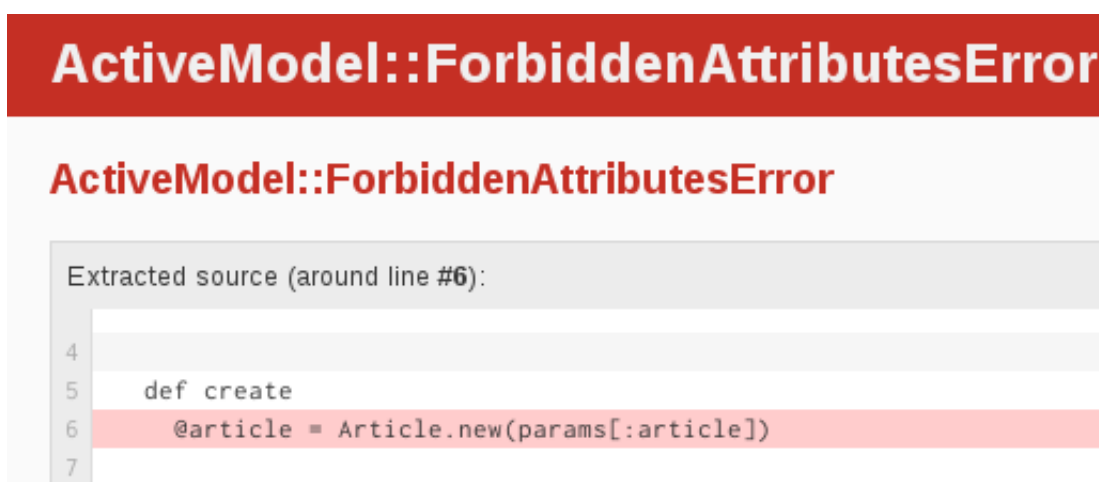 ActiveModel::ForbiddenAttributesError
ActiveModel::ForbiddenAttributesError
Extracted source (around line #6):
4
5 def create
6 @article = Article.new(params[:article])
7